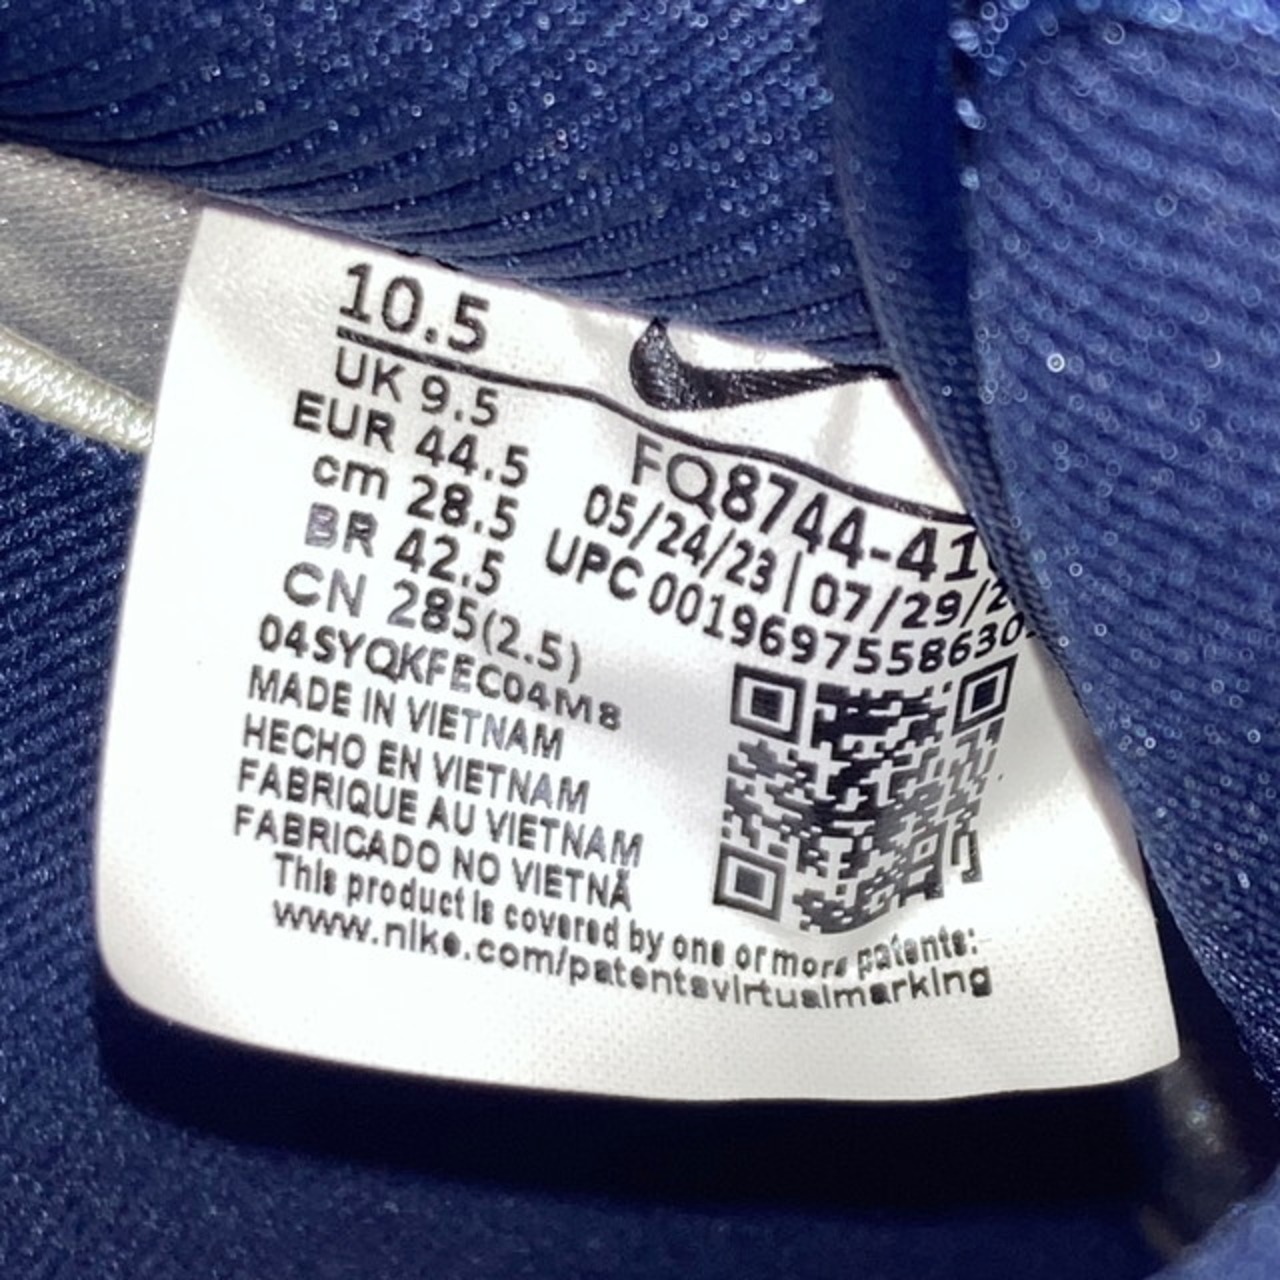 10.5
UK 9.5
EUR 44.5
cm 28.5
BR 42.5
CN 285(2.5)
04SYQKFEC04M8
MADE IN VIETNAM
HECHO EN VIETNAM
FABRIQUE AU VIETNAM
FABRICADO NO VIETNÃ
This product is covered by one or more patents:
www.nike.com/patentsvirtualmarking
FQ8744-41
05/24/23 | 07/29/2
UPC 0019697558630